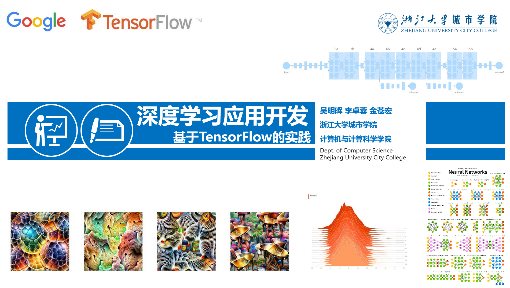 Google
TensorFlow
浙江大学城市学院
ZHEJIANG UNIVERSITY CITY COLLEGE
深度学习应用开发
基于TensorFlow的实践
吴明晖 李卓蓉 金苍宏
浙江大学城市学院
计算机与计算科学学院
Dept. of Computer Science
Zhejiang University City College
Neural Networks